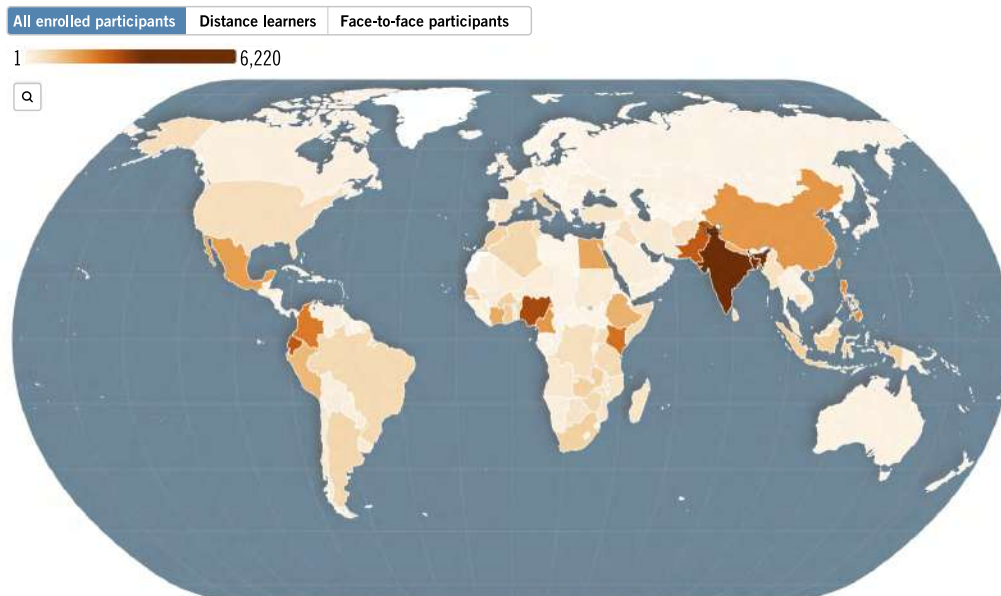 All enrolled participants
Distance learners
Face-to-face participants
1
6,220